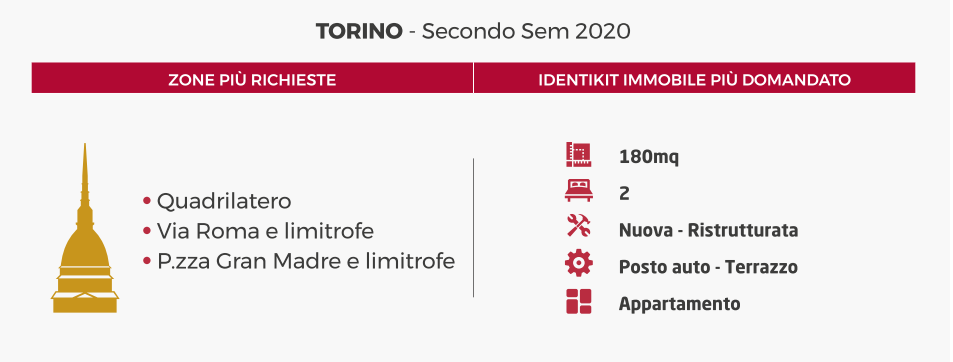 TORINO - Secondo Sem 2020
ZONE PIÙ RICHIESTE
IDENTIKIT IMMOBILE PIÙ DOMANDATO
• Quadrilatero
• Via Roma e limitrofe
• P.zza Gran Madre e limitrofe
180mq
2
Nuova - Ristrutturata
Posto auto - Terrazzo
Appartamento